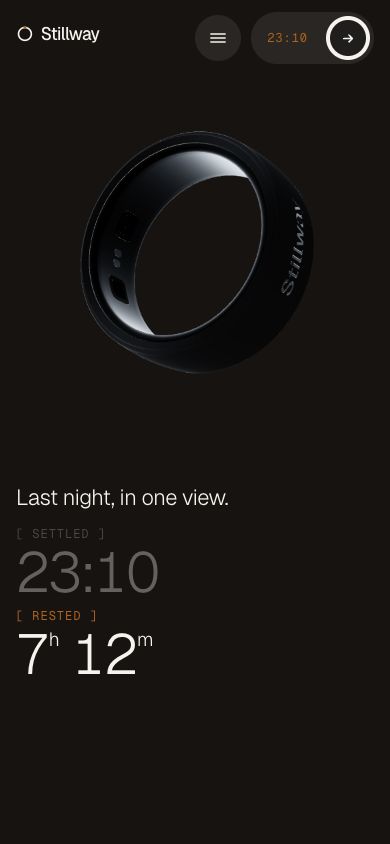 Stillway
23:10
Stillway
Last night, in one view.
[ SETTLED ]
23:10
[ RESTED ]
7h 12m